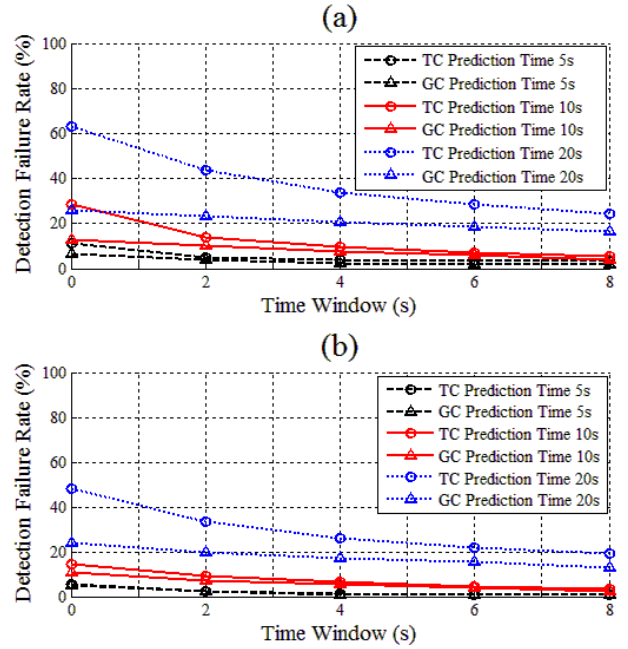 (a)
Detection Failure Rate (%)
100
80
60
40
20
0
TC Prediction Time 5s
GC Prediction Time 5s
TC Prediction Time 10s
GC Prediction Time 10s
TC Prediction Time 20s
GC Prediction Time 20s
0 2 4 6 8
Time Window (s)
(b)
Detection Failure Rate (%)
100
80
60
40
20
0
TC Prediction Time 5s
GC Prediction Time 5s
TC Prediction Time 10s
GC Prediction Time 10s
TC Prediction Time 20s
GC Prediction Time 20s
0 2 4 6 8
Time Window (s)